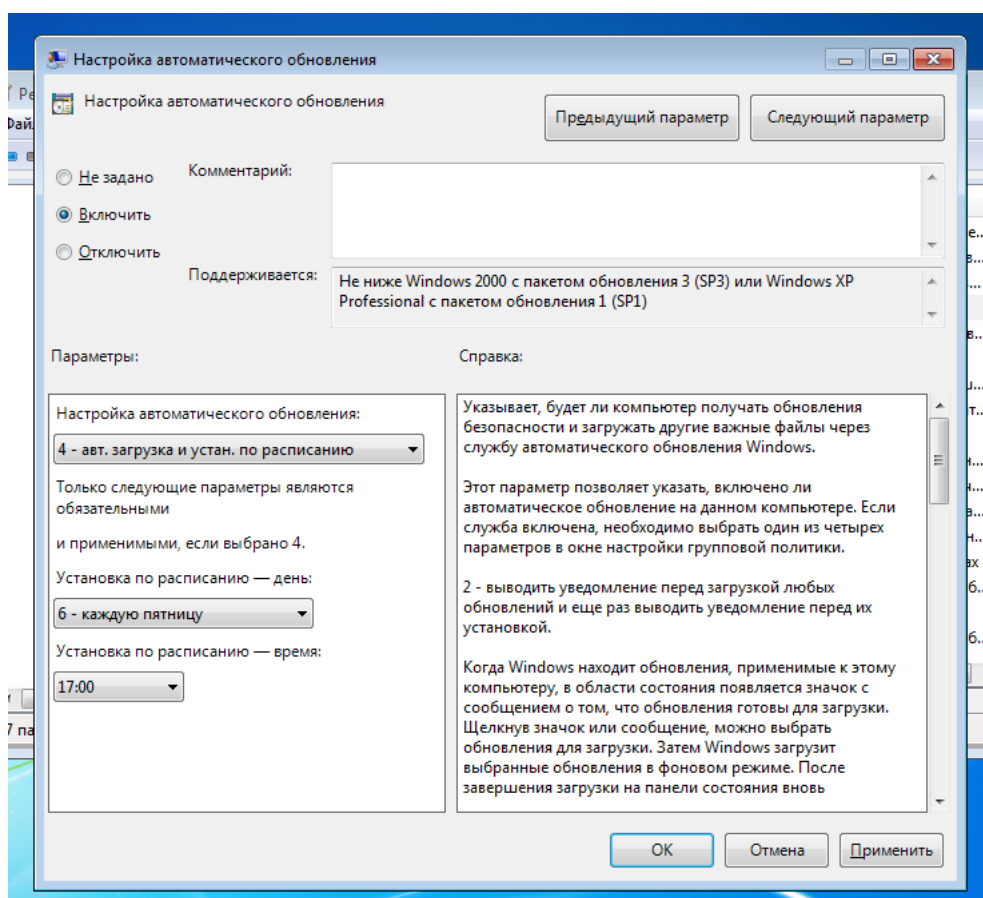 Настройка автоматического обновления
Настройка автоматического обновления
Предыдущий параметр
Следующий параметр
Не задано
Включить
Отключить
Комментарий:
Поддерживается:
Не ниже Windows 2000 с пакетом обновления 3 (SP3) или Windows XP
Professional с пакетом обновления 1 (SP1)
Параметры:
Справка:
Настройка автоматического обновления:
4 - авт. загрузка и устан. по расписанию
Только следующие параметры являются
обязательными
и применимыми, если выбрано 4.
Установка по расписанию — день:
6 - каждую пятницу
Установка по расписанию — время:
17:00
Указывает, будет ли компьютер получать обновления
безопасности и загружать другие важные файлы через
службу автоматического обновления Windows.
Этот параметр позволяет указать, включено ли
автоматическое обновление на данном компьютере. Если
служба включена, необходимо выбрать один из четырех
параметров в окне настройки групповой политики.
2 - выводить уведомление перед загрузкой любых
обновлений и еще раз выводить уведомление перед их
установкой.
Когда Windows находит обновления, применимые к этому
компьютеру, в области состояния появляется значок с
сообщением о том, что обновления готовы для загрузки.
Щелкнув значок или сообщение, можно выбрать
обновления для загрузки. Затем Windows загрузит
выбранные обновления в фоновом режиме. После
завершения загрузки на панели состояния вновь
ОК
Отмена
Применить